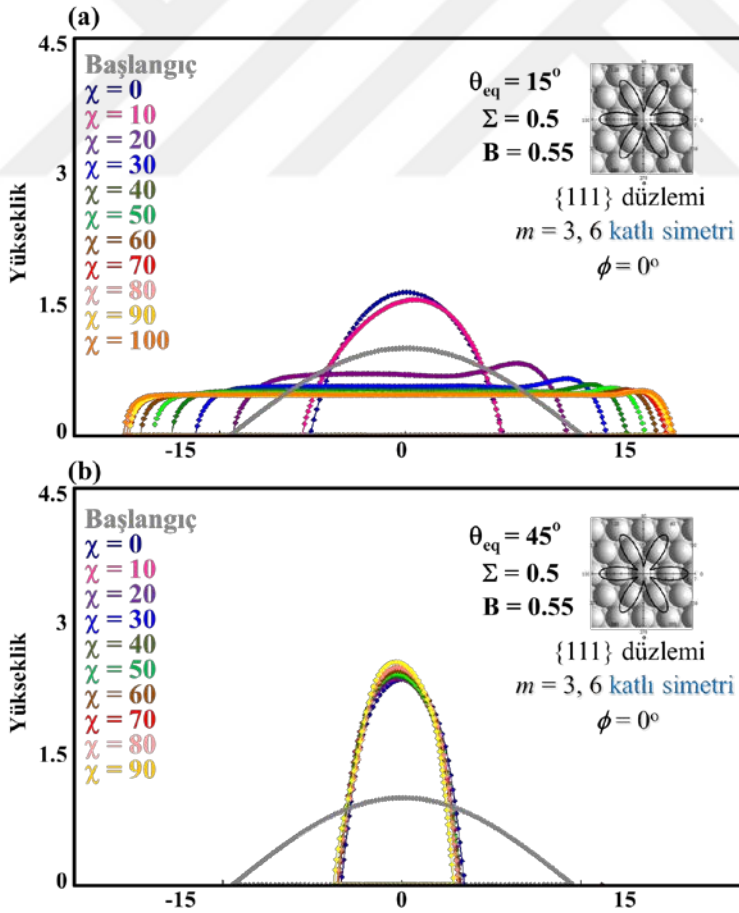 (a)
4.5
3
1.5
0
Yükseklik
Başlangıç
χ = 0
χ = 10
χ = 20
χ = 30
χ = 40
χ = 50
χ = 60
χ = 70
χ = 80
χ = 90
χ = 100
θeq = 15°
Σ = 0.5
B = 0.55
{111} düzlemi
m = 3, 6 katlı simetri
ϕ = 0°
-15
0
15
(b)
4.5
3
1.5
0
Yükseklik
Başlangıç
χ = 0
χ = 10
χ = 20
χ = 30
χ = 40
χ = 50
χ = 60
χ = 70
χ = 80
χ = 90
θeq = 45°
Σ = 0.5
B = 0.55
{111} düzlemi
m = 3, 6 katlı simetri
ϕ = 0°
-15
0
15